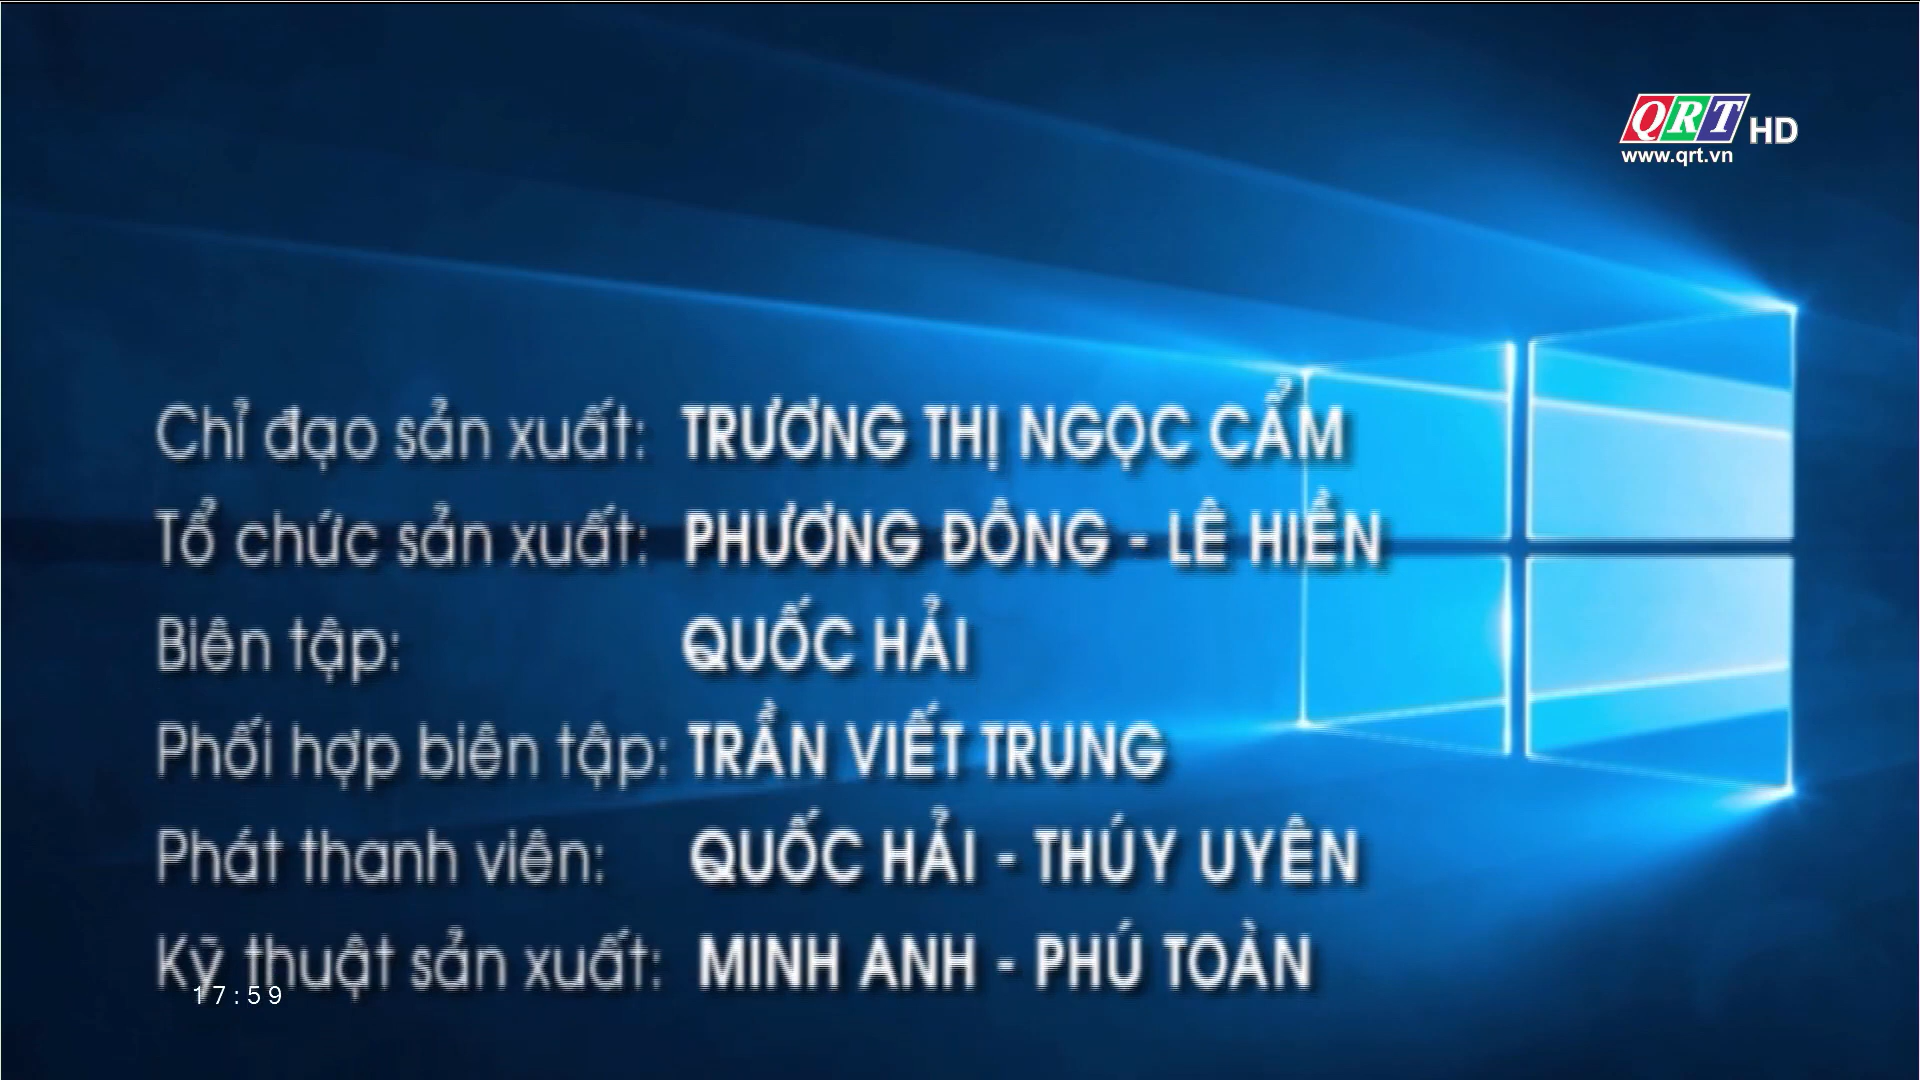 QRT HD
www.qrt.vn
Chỉ đạo sản xuất: TRƯƠNG THỊ NGỌC CẨM
Tổ chức sản xuất: PHƯƠNG ĐÔNG - LÊ HIỀN
Biên tập: QUỐC HẢI
Phối hợp biên tập: TRẦN VIẾT TRUNG
Phát thanh viên: QUỐC HẢI - THÚY UYÊN
Kỹ thuật sản xuất: MINH ANH - PHÚ TOÀN
17:59